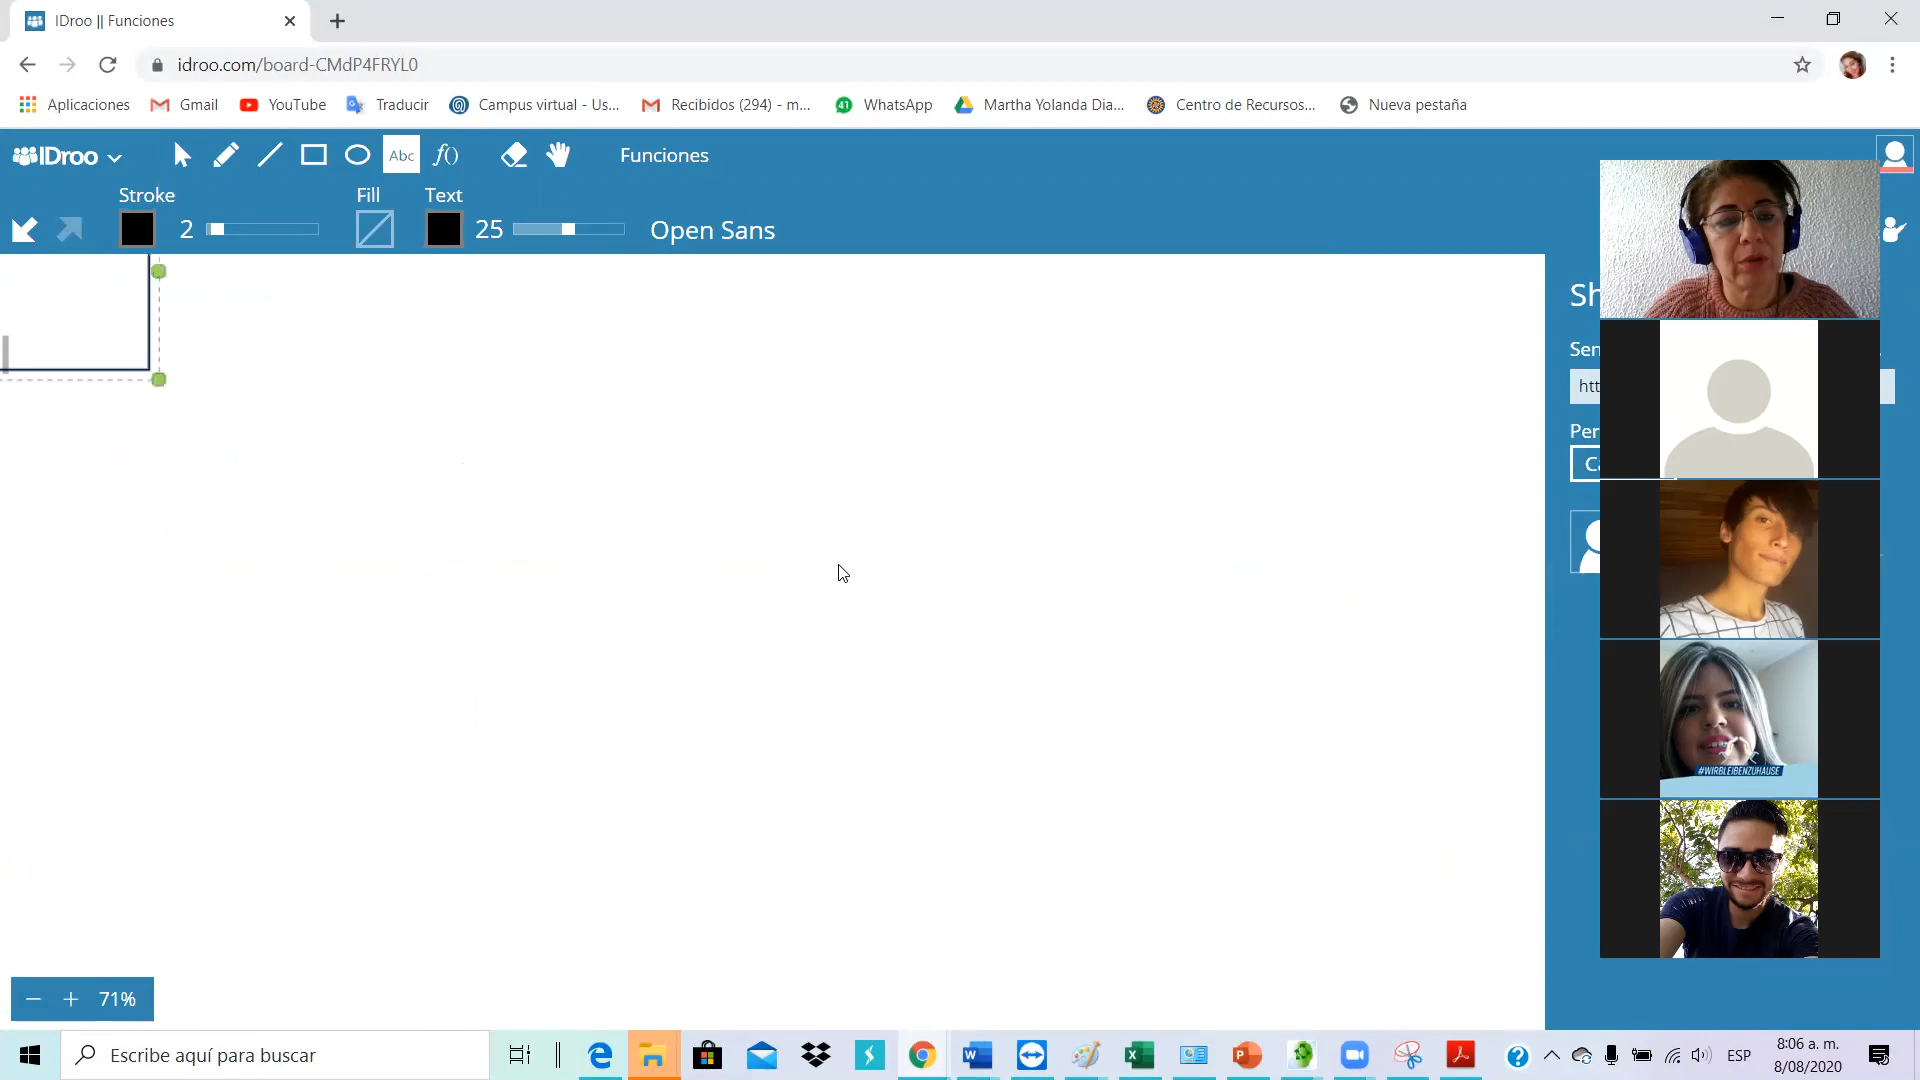 IDroo || Funciones
idroo.com/board-CMdP4FRYL0
Aplicaciones
Gmail
YouTube
Traducir
Campus virtual - Us...
Recibidos (294) - m...
41
WhatsApp
Martha Yolanda Dia...
Centro de Recursos...
Nueva pestaña
IDroo
Abc
f()
Funciones
Stroke
Fill
Text
2
25
Open Sans
Sh
Sen
htt
Per
Ca
#WIRBLEIBENZUHAUSE
71%
Escribe aquí para buscar
ESP
8:06 a. m.
8/08/2020